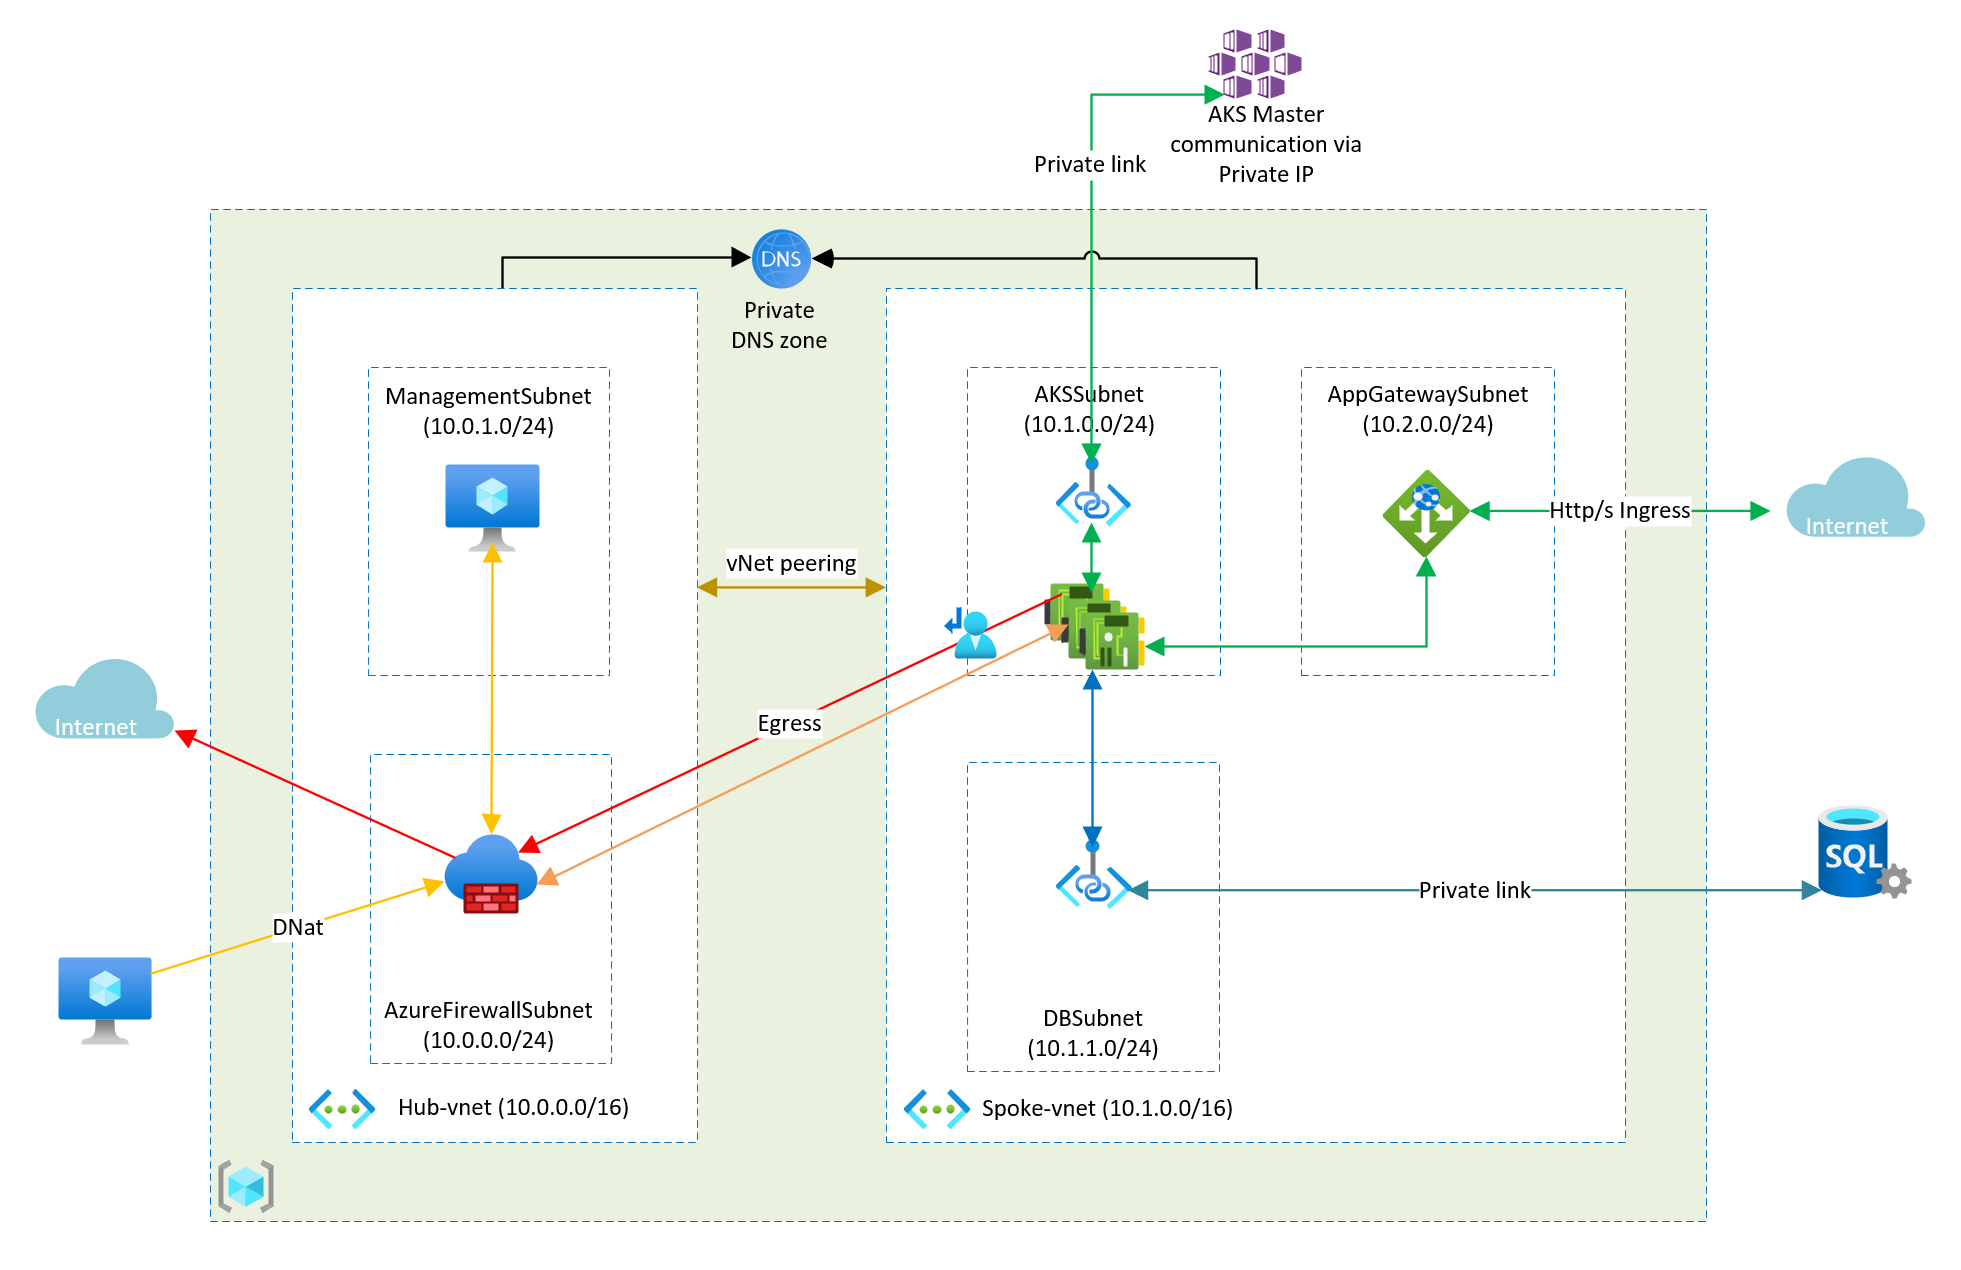 AKS Master
communication via
Private IP
Private link
DNS
Private
DNS zone
ManagementSubnet
(10.0.1.0/24)
AKSSubnet
(10.1.0.0/24)
AppGatewaySubnet
(10.2.0.0/24)
Http/s Ingress
Internet
vNet peering
Internet
Egress
DNat
SQL
Private link
AzureFirewallSubnet
(10.0.0.0/24)
DBSubnet
(10.1.1.0/24)
Hub-vnet (10.0.0.0/16)
Spoke-vnet (10.1.0.0/16)